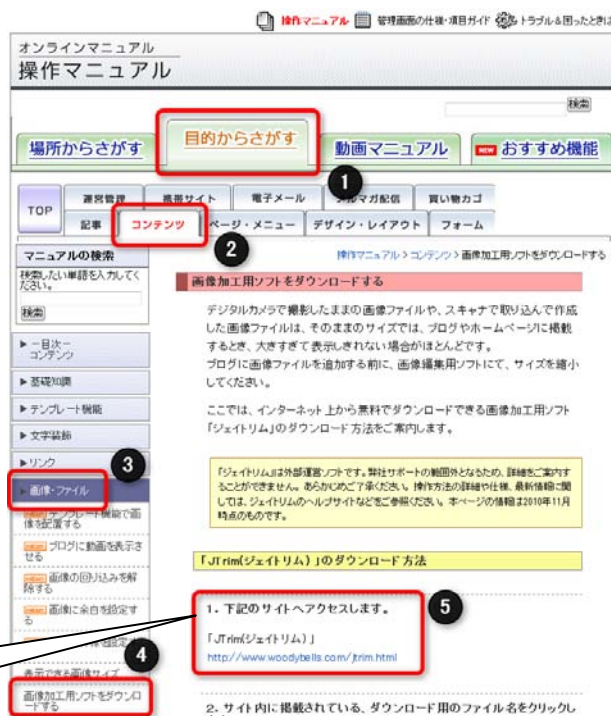 操作マニュアル 管理画面の仕様・項目ガイド トラブル&困ったときは
オンラインマニュアル
操作マニュアル
検索
場所からさがす 目的からさがす 動画マニュアル NEW おすすめ機能
1
TOP 運営管理 携帯サイト 電子メール メルマガ配信 買い物カゴ
記事 コンテンツ ページ・メニュー デザイン・レイアウト フォーム
2
マニュアルの検索
検索したい単語を入力してく
ださい。
検索
▶ 一目次一
コンテンツ
▶ 基礎知識
▶ テンプレート機能
▶ 文字装飾
▶ リンク
3
▶ 画像・ファイル
テンプレート機能で画
像を配置する
ブログに動画を表示さ
せる
画像の回り込みを解
除する
画像に余白を設定す
る
4
表示できる画像サイズ
画像加工用ソフトをダウンロ
ードする
操作マニュアル > コンテンツ > 画像加工用ソフトをダウンロードする
画像加工用ソフトをダウンロードする
デジタルカメラで撮影したままの画像ファイルや、スキャナで取り込んで作成
した画像ファイルは、そのままのサイズでは、ブログやホームページに掲載
するとき、大きすぎて表示しきれない場合がほとんどです。
ブログに画像ファイルを追加する前に、画像編集用ソフトにて、サイズを縮小
してください。
ここでは、インターネット上から無料でダウンロードできる画像加工用ソフト
「ジェイトリム」のダウンロード方法をご案内します。
「ジェイトリム」は外部運営ソフトです。弊社サポートの範囲外となるため、詳細をご案内す
ることができません。あらかじめご了承ください。操作方法の詳細や仕様、最新情報に関
しては、ジェイトリムのヘルプサイトなどをご参照ください。本ページの情報は2010年11月
時点のものです。
「JTrim(ジェイトリム)」のダウンロード方法
1. 下記のサイトへアクセスします。
5
「JTrim(ジェイトリム)」
http://www.woodybells.com/jtrim.html
2. サイト内に掲載されている、ダウンロード用のファイル名をクリックし